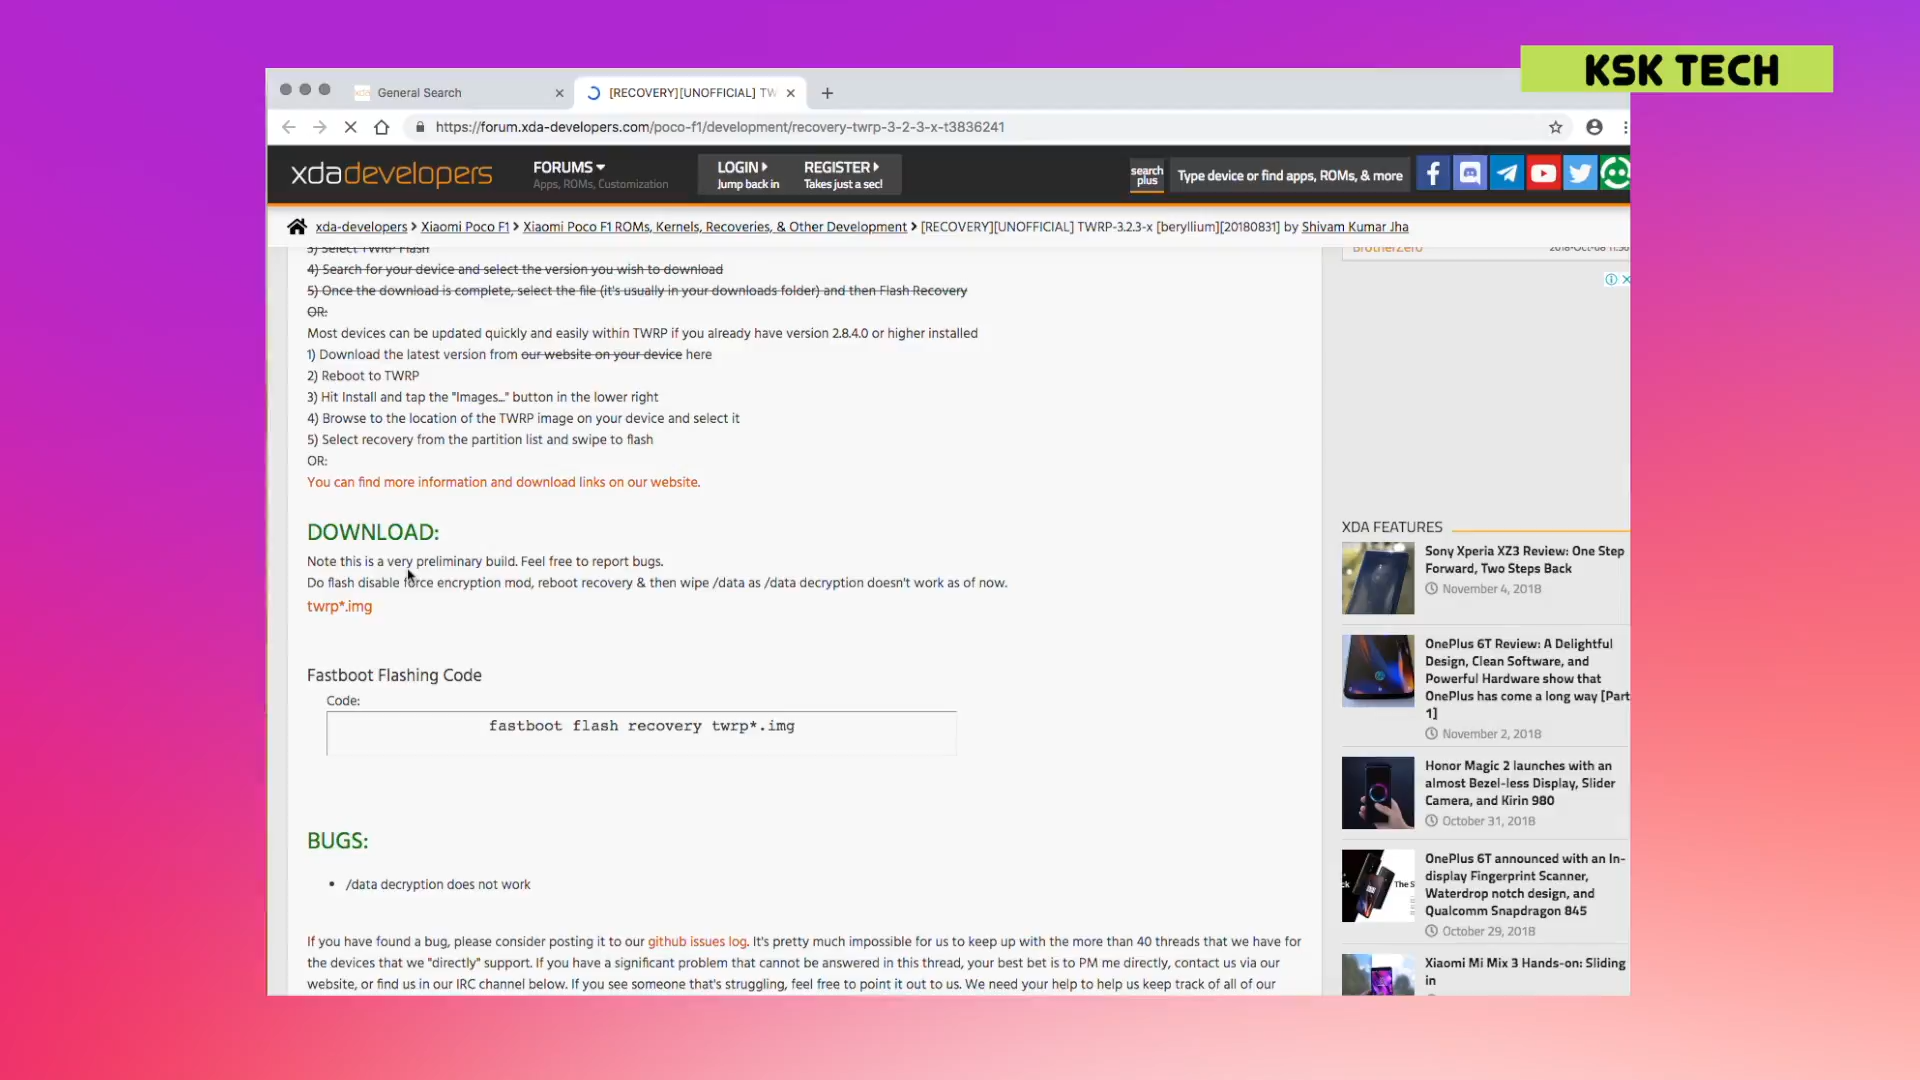 KSK TECH
General Search
[RECOVERY][UNOFFICIAL] TW
https://forum.xda-developers.com/poco-f1/development/recovery-twrp-3-2-3-x-t3836241
xdadevelopers
FORUMS
Apps, ROMs, Customization
LOGIN
Jump back in
REGISTER
Takes just a sec!
search plus
Type device or find apps, ROMs, & more
xda-developers > Xiaomi Poco F1 > Xiaomi Poco F1 ROMs, Kernels, Recoveries, & Other Development > [RECOVERY][UNOFFICIAL] TWRP-3.2.3-x [beryllium][20180831] by Shivam Kumar Jha
3) Select TWRP Flash
4) Search for your device and select the version you wish to download
5) Once the download is complete, select the file (it's usually in your downloads folder) and then Flash Recovery
OR:
Most devices can be updated quickly and easily within TWRP if you already have version 2.8.4.0 or higher installed
1) Download the latest version from our website on your device here
2) Reboot to TWRP
3) Hit Install and tap the "Images..." button in the lower right
4) Browse to the location of the TWRP image on your device and select it
5) Select recovery from the partition list and swipe to flash
OR:
You can find more information and download links on our website.
DOWNLOAD:
Note this is a very preliminary build. Feel free to report bugs.
Do flash disable force encryption mod, reboot recovery & then wipe /data as /data decryption doesn't work as of now.
twrp*.img
Fastboot Flashing Code
Code:
fastboot flash recovery twrp*.img
BUGS:
• /data decryption does not work
If you have found a bug, please consider posting it to our github issues log. It's pretty much impossible for us to keep up with the more than 40 threads that we have for
the devices that we "directly" support. If you have a significant problem that cannot be answered in this thread, your best bet is to PM me directly, contact us via our
website, or find us in our IRC channel below. If you see someone that's struggling, feel free to point it out to us. We need your help to help us keep track of all of our
BrotherZero
XDA FEATURES
Sony Xperia XZ3 Review: One Step
Forward, Two Steps Back
November 4, 2018
OnePlus 6T Review: A Delightful
Design, Clean Software, and
Powerful Hardware show that
OnePlus has come a long way [Part
1]
November 2, 2018
Honor Magic 2 launches with an
almost Bezel-less Display, Slider
Camera, and Kirin 980
October 31, 2018
OnePlus 6T announced with an In-
display Fingerprint Scanner,
Waterdrop notch design, and
Qualcomm Snapdragon 845
October 29, 2018
Xiaomi Mi Mix 3 Hands-on: Sliding
in